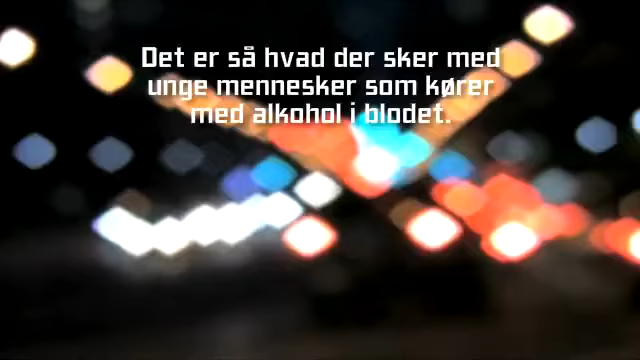 Det er så hvad der sker med
unge mennesker som kører
med alkohol i blodet.